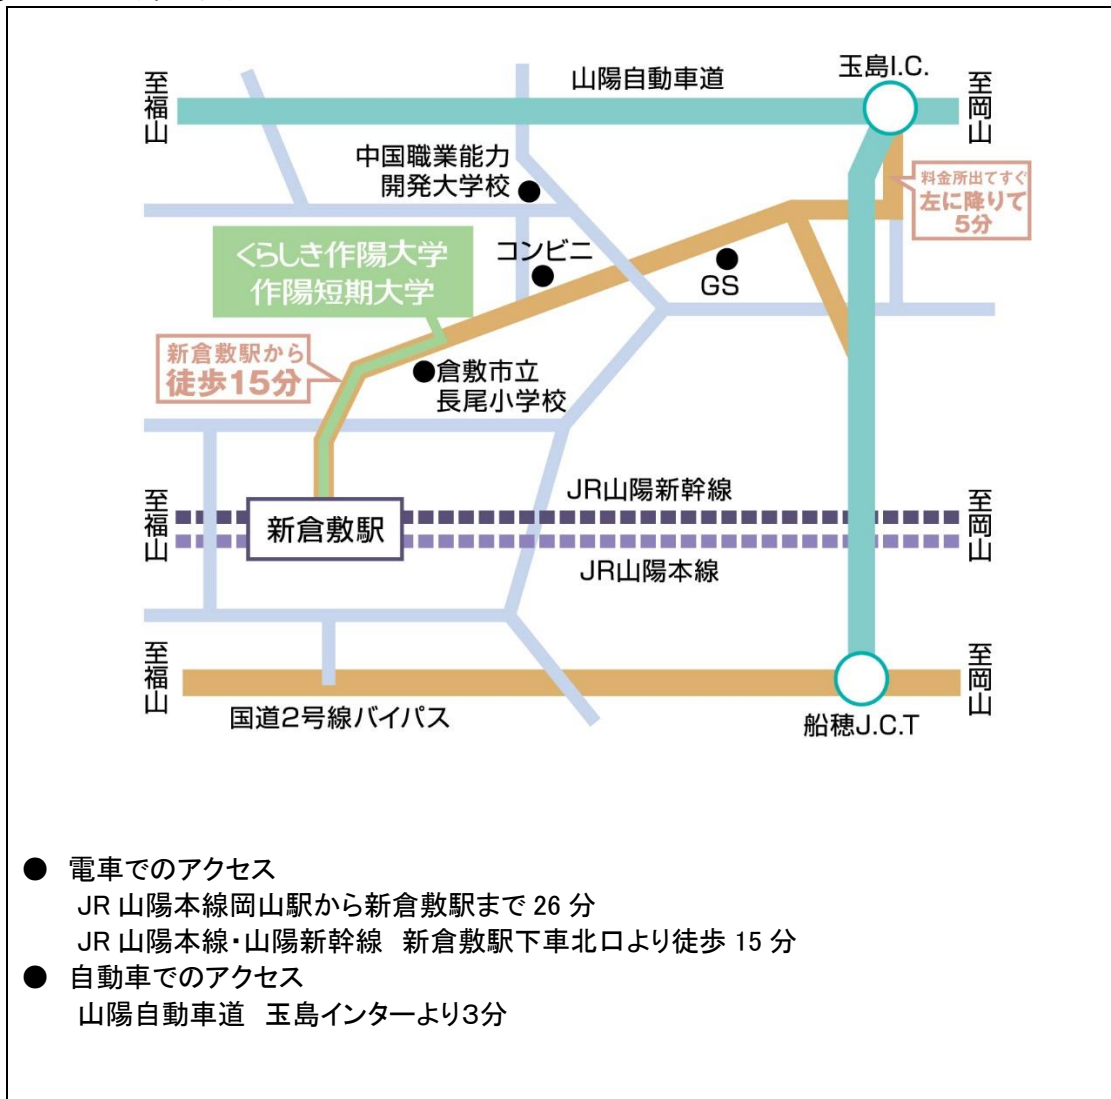 山陽自動車道
玉島I.C.
至福山
至岡山
中国職業能力
開発大学校
料金所出てすぐ
左に降りて
5分
くらしき作陽大学
作陽短期大学
コンビニ
GS
新倉敷駅から
徒歩15分
●倉敷市立
長尾小学校
至福山
新倉敷駅
JR山陽新幹線
JR山陽本線
至岡山
至福山
至岡山
国道2号線バイパス
船穂J.C.T
● 電車でのアクセス
JR 山陽本線岡山駅から新倉敷駅まで 26 分
JR 山陽本線・山陽新幹線 新倉敷駅下車北口より徒歩 15 分
● 自動車でのアクセス
山陽自動車道 玉島インターより3分